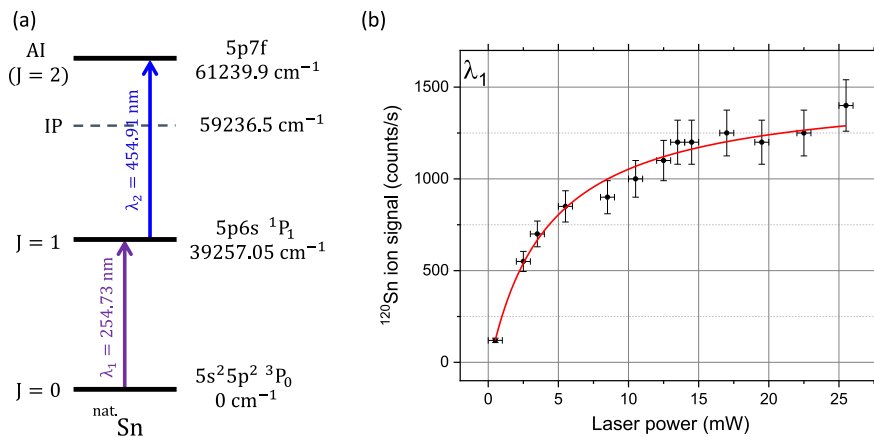 (a)
AI
(J = 2)
5p7f
61239.9 cm⁻¹
IP
59236.5 cm⁻¹
λ₂ = 454.91 nm
J = 1
5p6s ¹P₁
39257.05 cm⁻¹
λ₁ = 254.73 nm
J = 0
5s²5p² ³P₀
0 cm⁻¹
nat.Sn
(b)
λ₁
¹²⁰Sn ion signal (counts/s)
1500
1000
500
0
0 5 10 15 20 25
Laser power (mW)